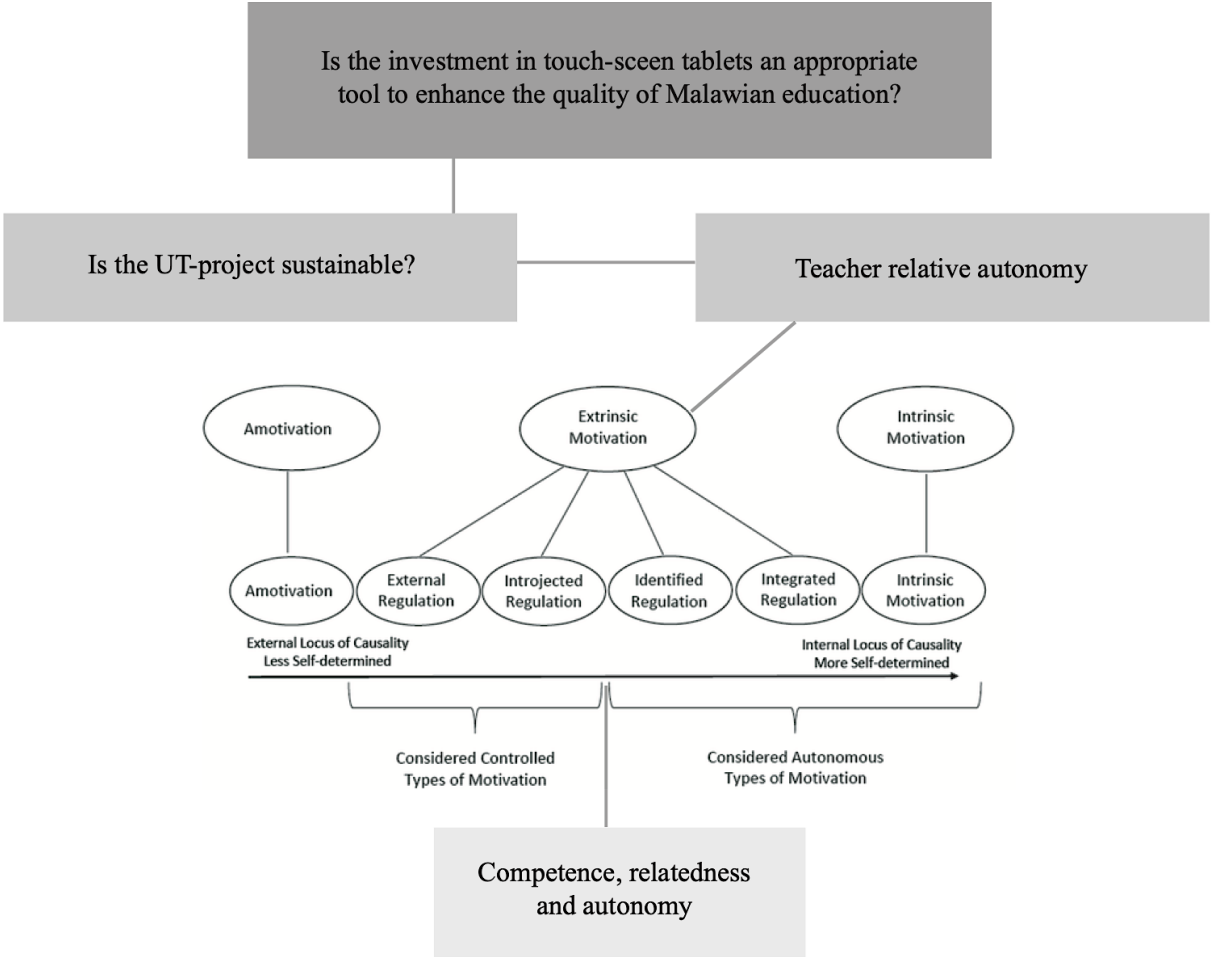 Is the investment in touch-sceen tablets an appropriate
tool to enhance the quality of Malawian education?
Is the UT-project sustainable?
Teacher relative autonomy
Amotivation
Extrinsic
Motivation
Intrinsic
Motivation
Amotivation
External
Regulation
Introjected
Regulation
Identified
Regulation
Integrated
Regulation
Intrinsic
Motivation
External Locus of Causality
Less Self-determined
Internal Locus of Causality
More Self-determined
Considered Controlled
Types of Motivation
Considered Autonomous
Types of Motivation
Competence, relatedness
and autonomy